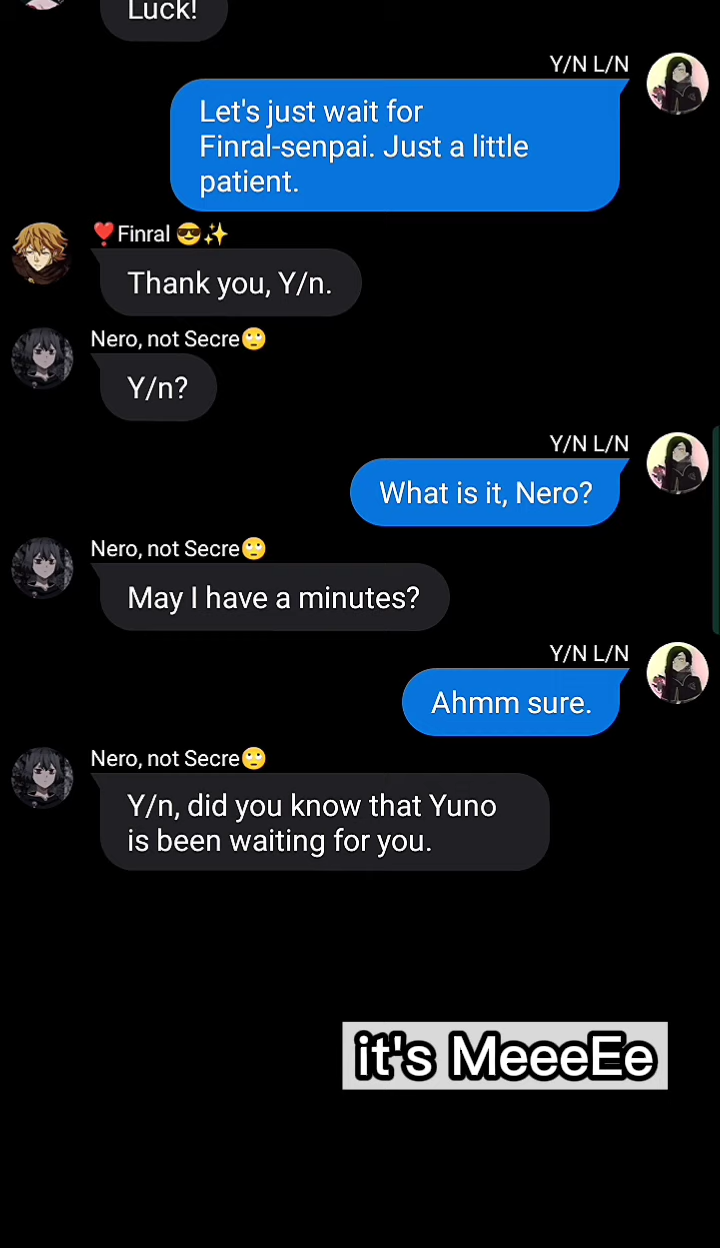 Luck!
Y/N L/N
Let's just wait for
Finral-senpai. Just a little
patient.
❤️Finral 😎✨
Thank you, Y/n.
Nero, not Secre🙄
Y/n?
Y/N L/N
What is it, Nero?
Nero, not Secre🙄
May I have a minutes?
Y/N L/N
Ahmm sure.
Nero, not Secre🙄
Y/n, did you know that Yuno
is been waiting for you.
it's MeeeEe